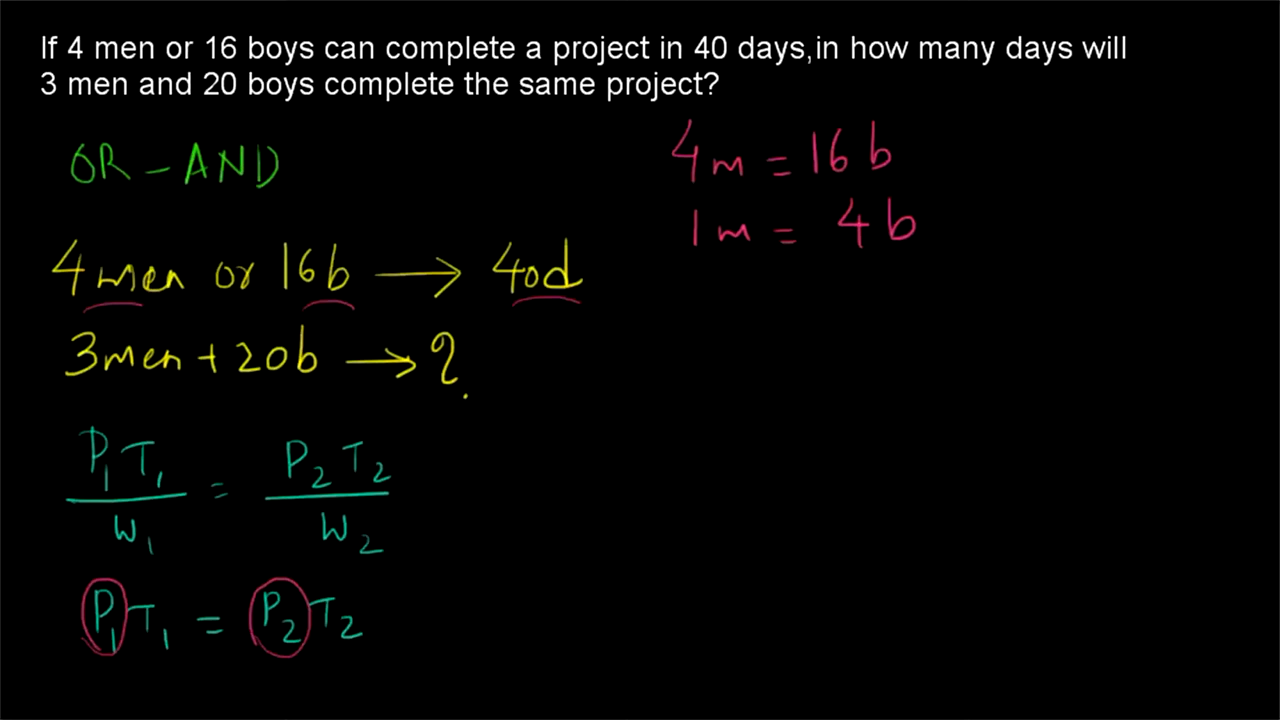 If 4 men or 16 boys can complete a project in 40 days,in how many days will
3 men and 20 boys complete the same project?
OR - AND
4 men or 16b → 40d
3men + 20b → ?
P₁T₁ / W₁ = P₂T₂ / W₂
P₁T₁ = P₂T₂
4m = 16b
1m = 4b